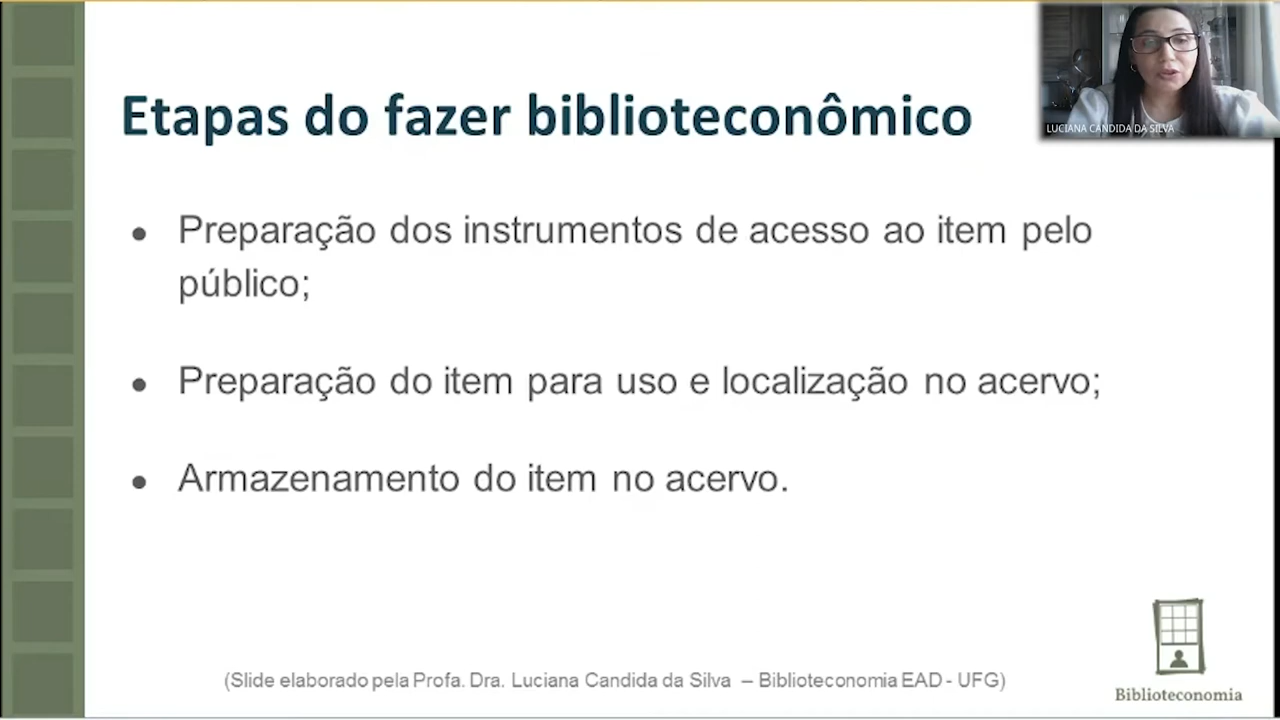 Etapas do fazer biblioteconômico
LUCIANA CANDIDA DA SILVA
● Preparação dos instrumentos de acesso ao item pelo
público;
● Preparação do item para uso e localização no acervo;
● Armazenamento do item no acervo.
(Slide elaborado pela Profa. Dra. Luciana Candida da Silva – Biblioteconomia EAD - UFG)
Biblioteconomia